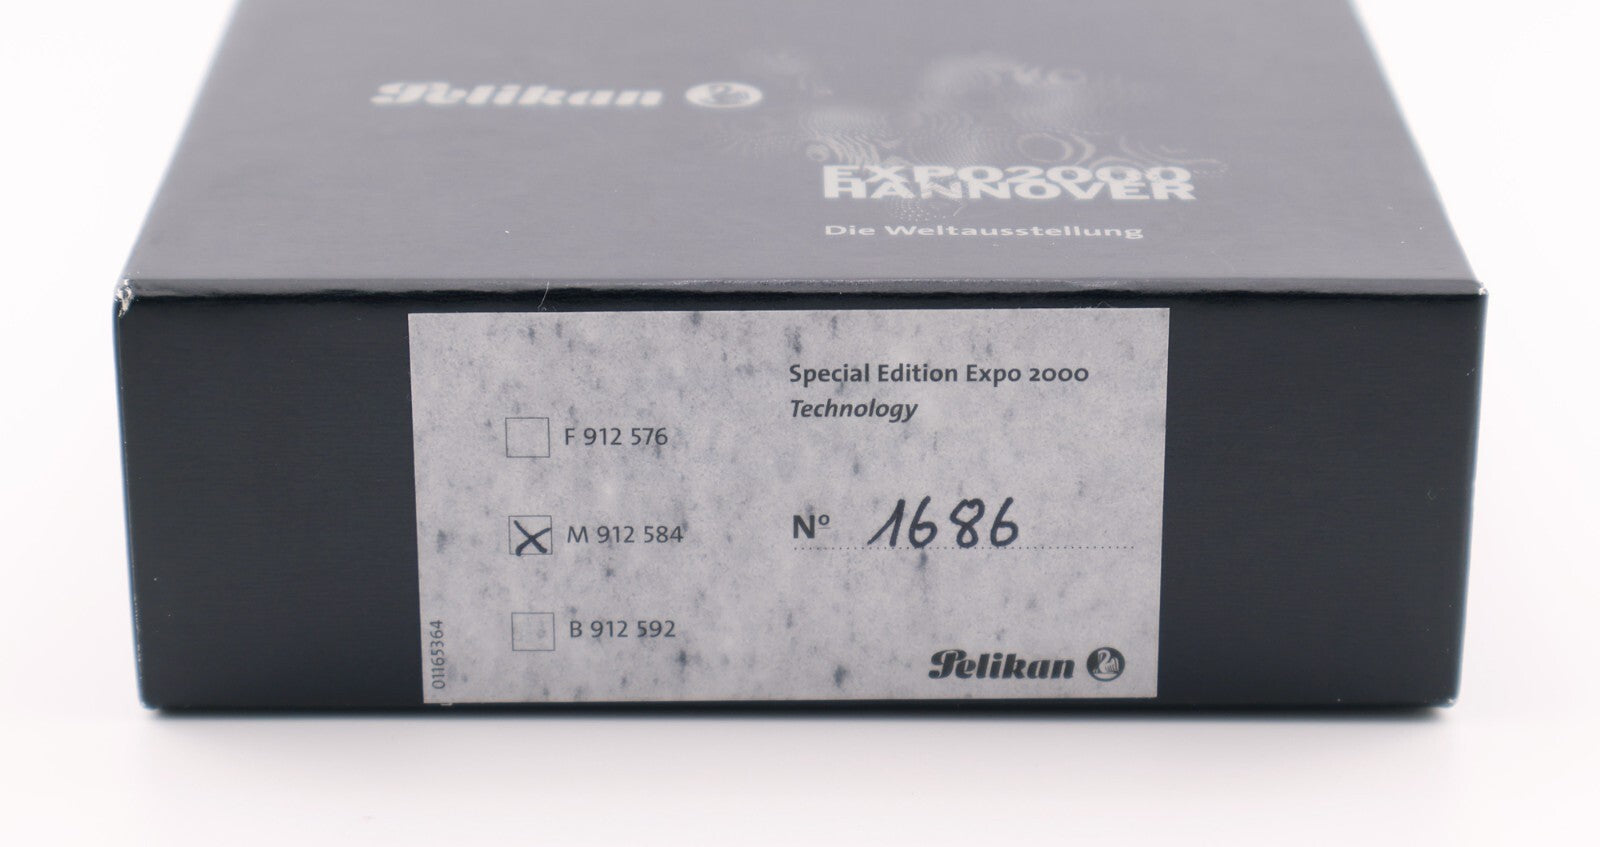 Pelikan
EXPO2000
HANNOVER
Die Weltausstellung
Special Edition Expo 2000
Technology
F 912 576
M 912 584
B 912 592
Nº 1686
01165364
Pelikan